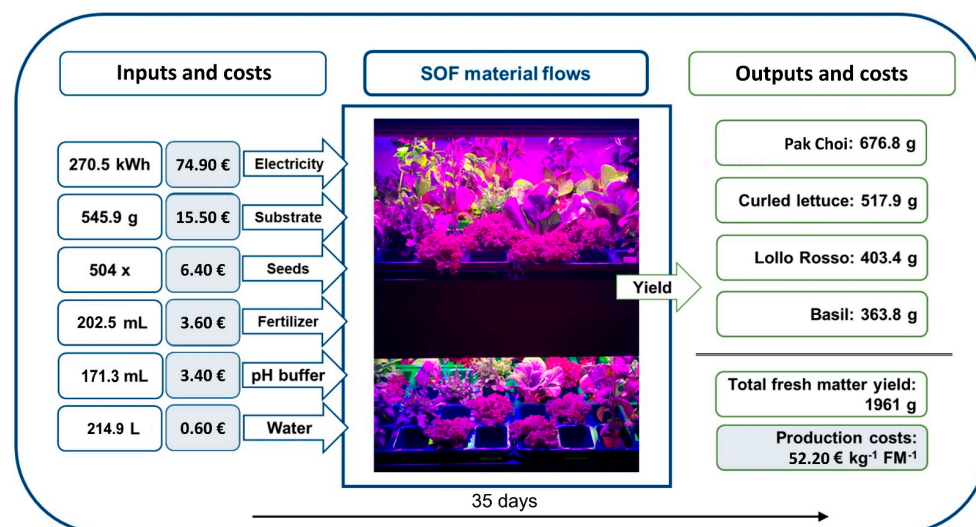 Inputs and costs
SOF material flows
Outputs and costs
270.5 kWh 74.90 € Electricity
545.9 g 15.50 € Substrate
504 x 6.40 € Seeds
202.5 mL 3.60 € Fertilizer
171.3 mL 3.40 € pH buffer
214.9 L 0.60 € Water
Yield
Pak Choi: 676.8 g
Curled lettuce: 517.9 g
Lollo Rosso: 403.4 g
Basil: 363.8 g
Total fresh matter yield:
1961 g
Production costs:
52.20 € kg⁻¹ FM⁻¹
35 days